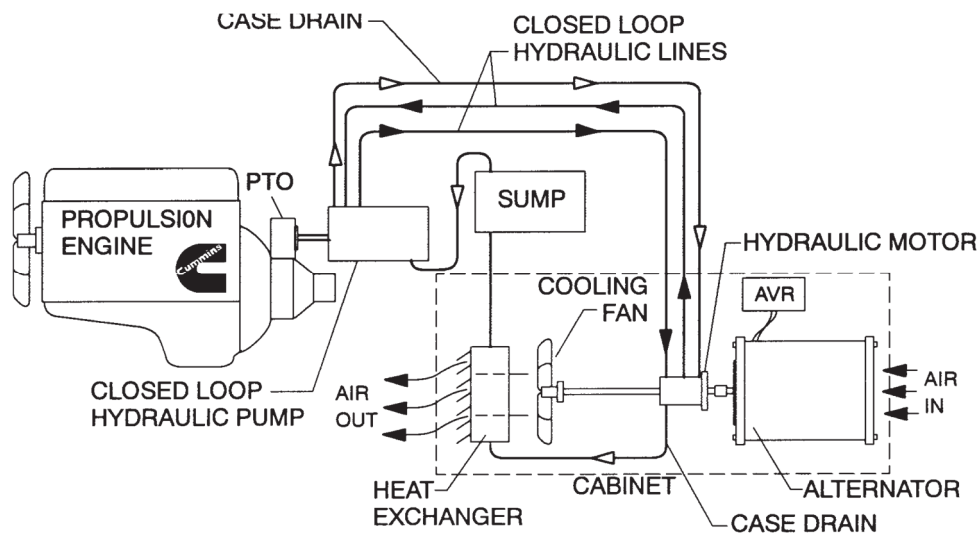 CASE DRAIN
CLOSED LOOP
HYDRAULIC LINES
PTO
SUMP
PROPULSION
ENGINE
Cummins
HYDRAULIC MOTOR
COOLING
FAN
AVR
CLOSED LOOP
HYDRAULIC PUMP
AIR
OUT
AIR
IN
HEAT
EXCHANGER
CABINET
ALTERNATOR
CASE DRAIN